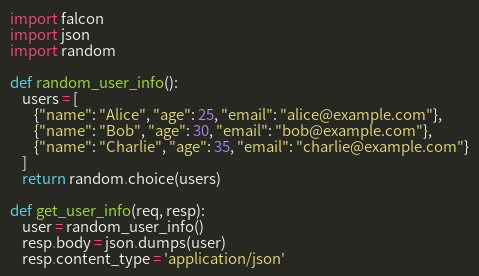 import falcon
import json
import random

def random_user_info():
    users = [
        {"name": "Alice", "age": 25, "email": "alice@example.com"},
        {"name": "Bob", "age": 30, "email": "bob@example.com"},
        {"name": "Charlie", "age": 35, "email": "charlie@example.com"}
    ]
    return random.choice(users)

def get_user_info(req, resp):
    user = random_user_info()
    resp.body = json.dumps(user)
    resp.content_type = 'application/json'